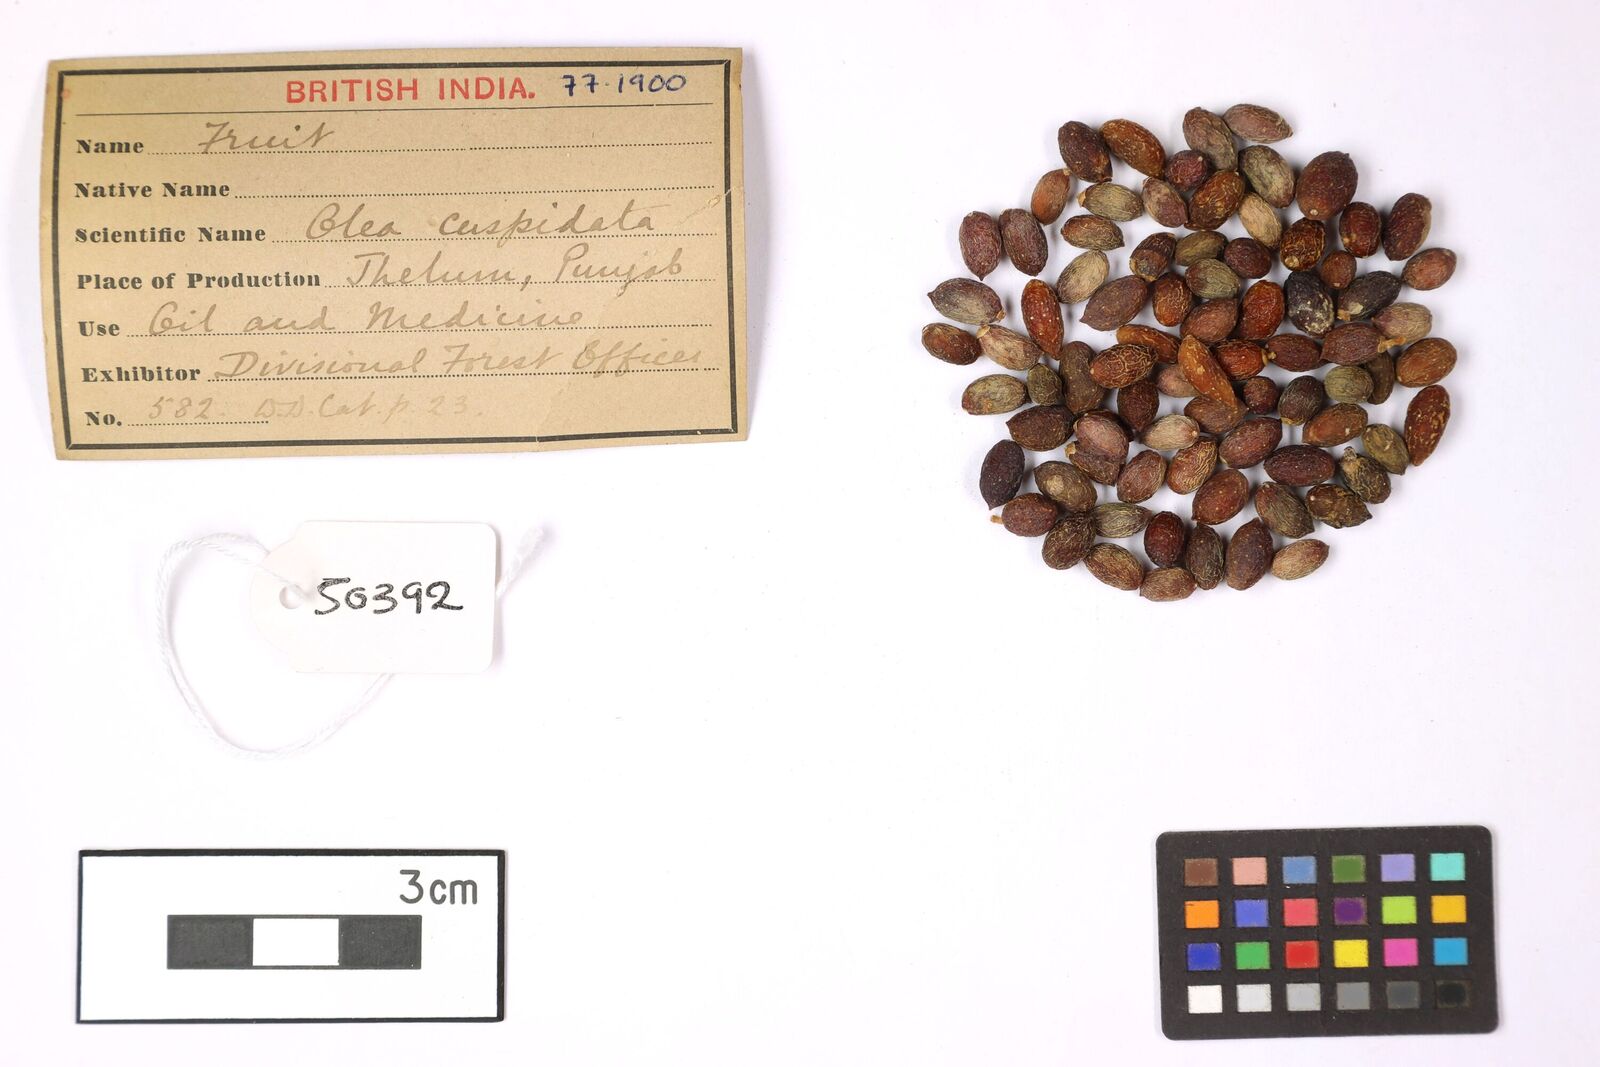 BRITISH INDIA. 77.1900
Name Fruit
Native Name
Scientific Name Olea cuspidata
Place of Production Jhelum, Punjab
Use Oil and Medicine
Exhibitor Divisional Forest Officer
No. 582. D.D. Cat. p. 23.
50392
3cm